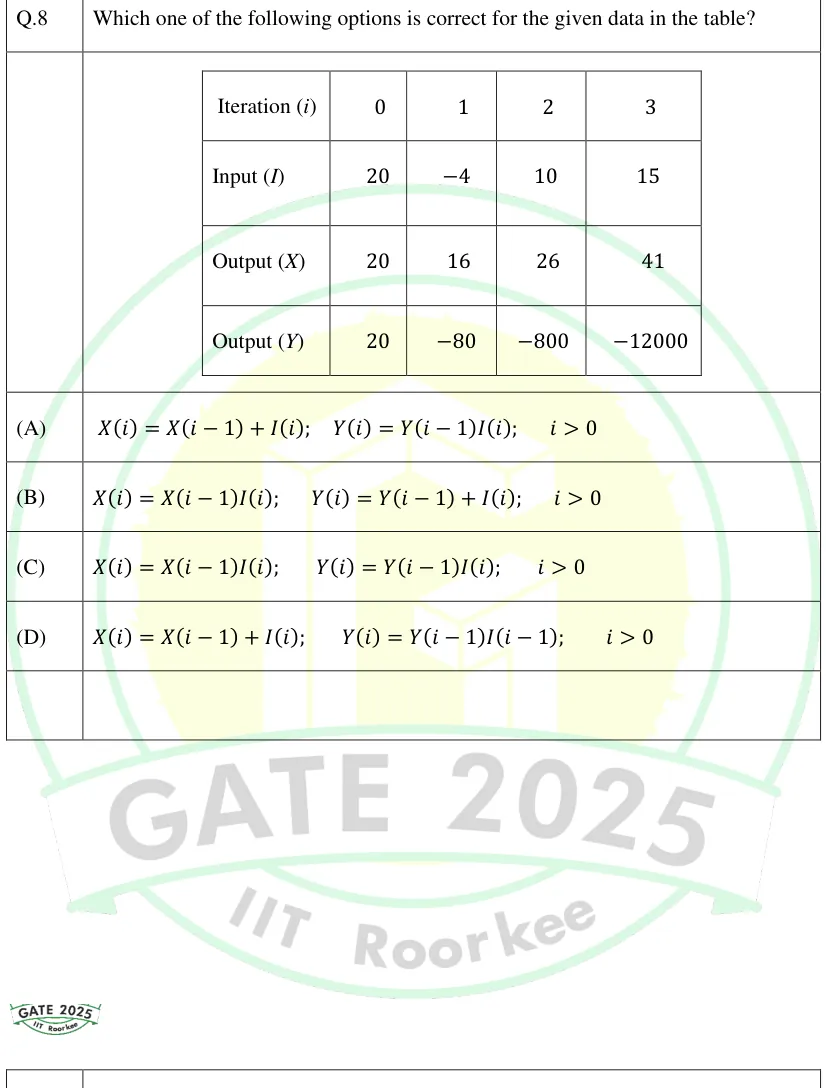 Q.8 Which one of the following options is correct for the given data in the table?
Iteration (i) 0 1 2 3
Input (I) 20 −4 10 15
Output (X) 20 16 26 41
Output (Y) 20 −80 −800 −12000
(A) X(i) = X(i − 1) + I(i); Y(i) = Y(i − 1)I(i); i > 0
(B) X(i) = X(i − 1)I(i); Y(i) = Y(i − 1) + I(i); i > 0
(C) X(i) = X(i − 1)I(i); Y(i) = Y(i − 1)I(i); i > 0
(D) X(i) = X(i − 1) + I(i); Y(i) = Y(i − 1)I(i − 1); i > 0
GATE 2025
IIT Roorkee
GATE 2025
IIT Roorkee